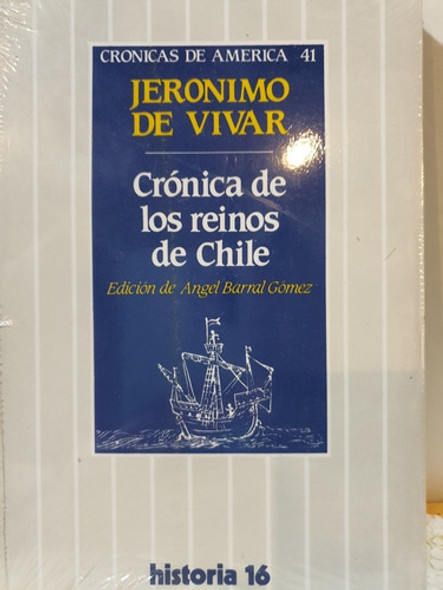 CRONICAS DE AMERICA 41
JERONIMO
DE VIVAR
Crónica de
los reinos
de Chile
Edición de Angel Barral Gómez
historia 16